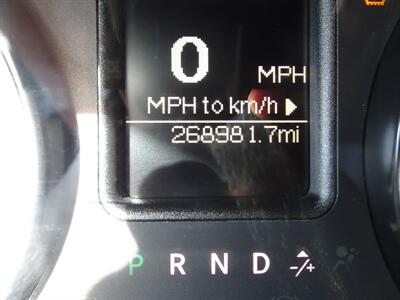 0 MPH
MPH to km/h
268981.7mi
P R N D -/+